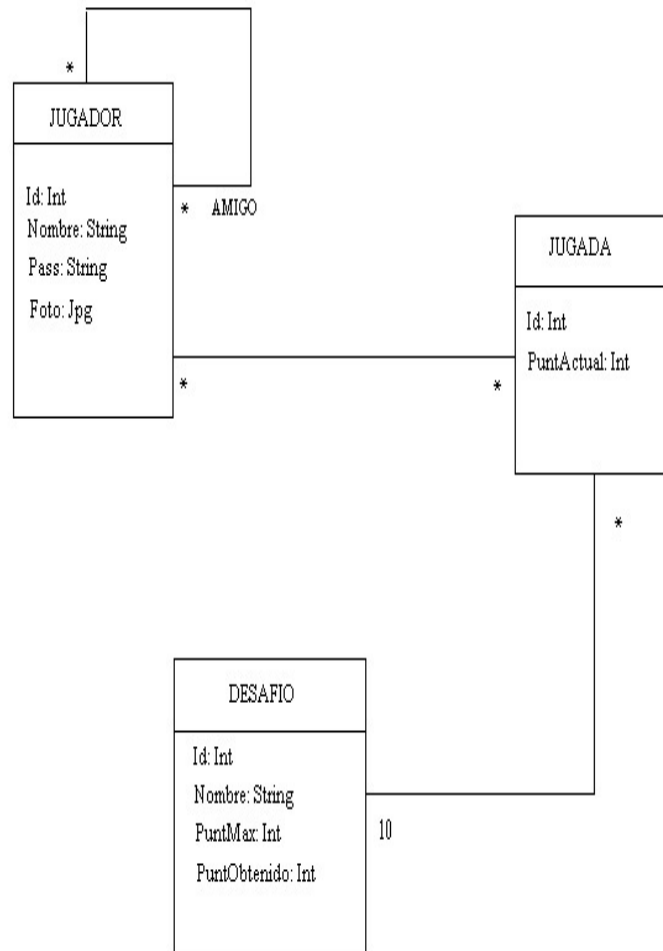 *
JUGADOR
Id: Int
Nombre: String
Pass: String
Foto: Jpg
* AMIGO
JUGADA
Id: Int
PuntActual: Int
*
*
*
DESAFIO
Id: Int
Nombre: String
PuntMax: Int
PuntObtenido: Int
10